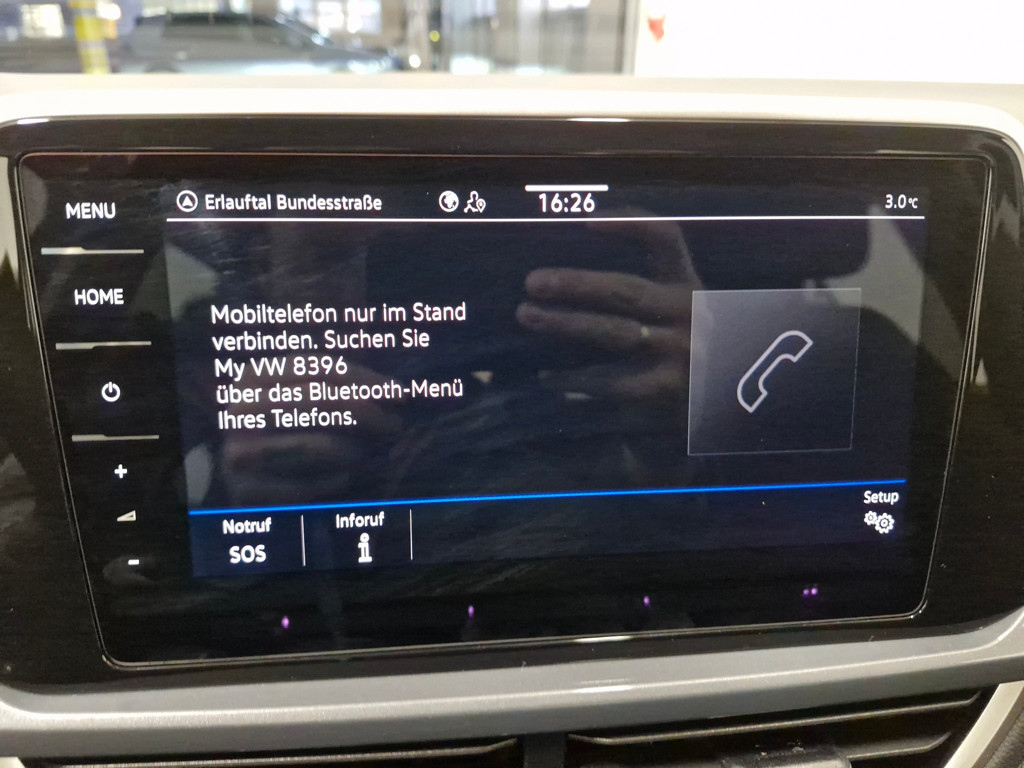 MENU
Erlauftal Bundesstraße
16:26
3.0°C
HOME
Mobiltelefon nur im Stand
verbinden. Suchen Sie
My VW 8396
über das Bluetooth-Menü
Ihres Telefons.
+
-
Setup
Notruf
SOS
Inforuf
i